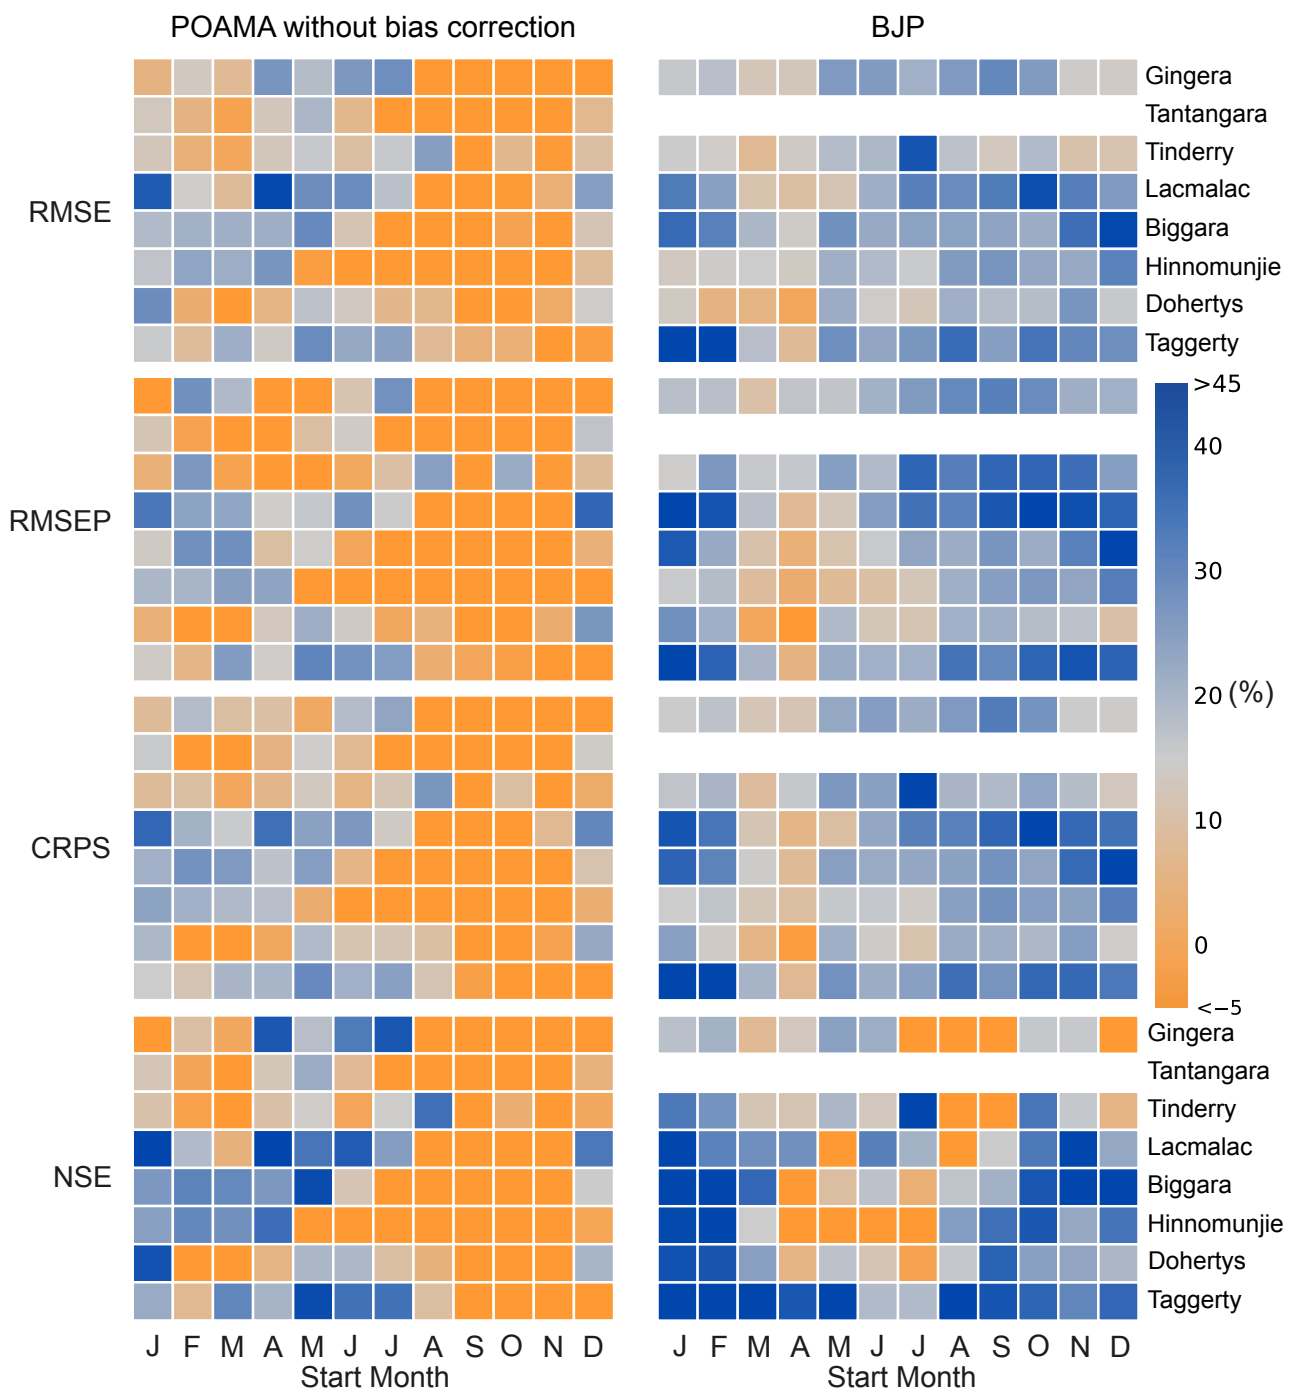 POAMA without bias correction
BJP
Gingera
Tantangara
Tinderry
Lacmalac
Biggara
Hinnomunjie
Dohertys
Taggerty
RMSE
RMSEP
CRPS
NSE
>45
40
30
20 (%)
10
0
<−5
Gingera
Tantangara
Tinderry
Lacmalac
Biggara
Hinnomunjie
Dohertys
Taggerty
J F M A M J J A S O N D
Start Month
J F M A M J J A S O N D
Start Month